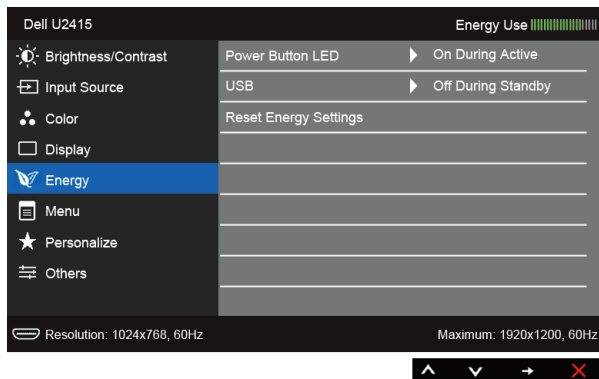 Dell U2415 Energy Use
Brightness/Contrast Power Button LED On During Active
Input Source USB Off During Standby
Color Reset Energy Settings
Display
Energy
Menu
Personalize
Others
Resolution: 1024x768, 60Hz Maximum: 1920x1200, 60Hz